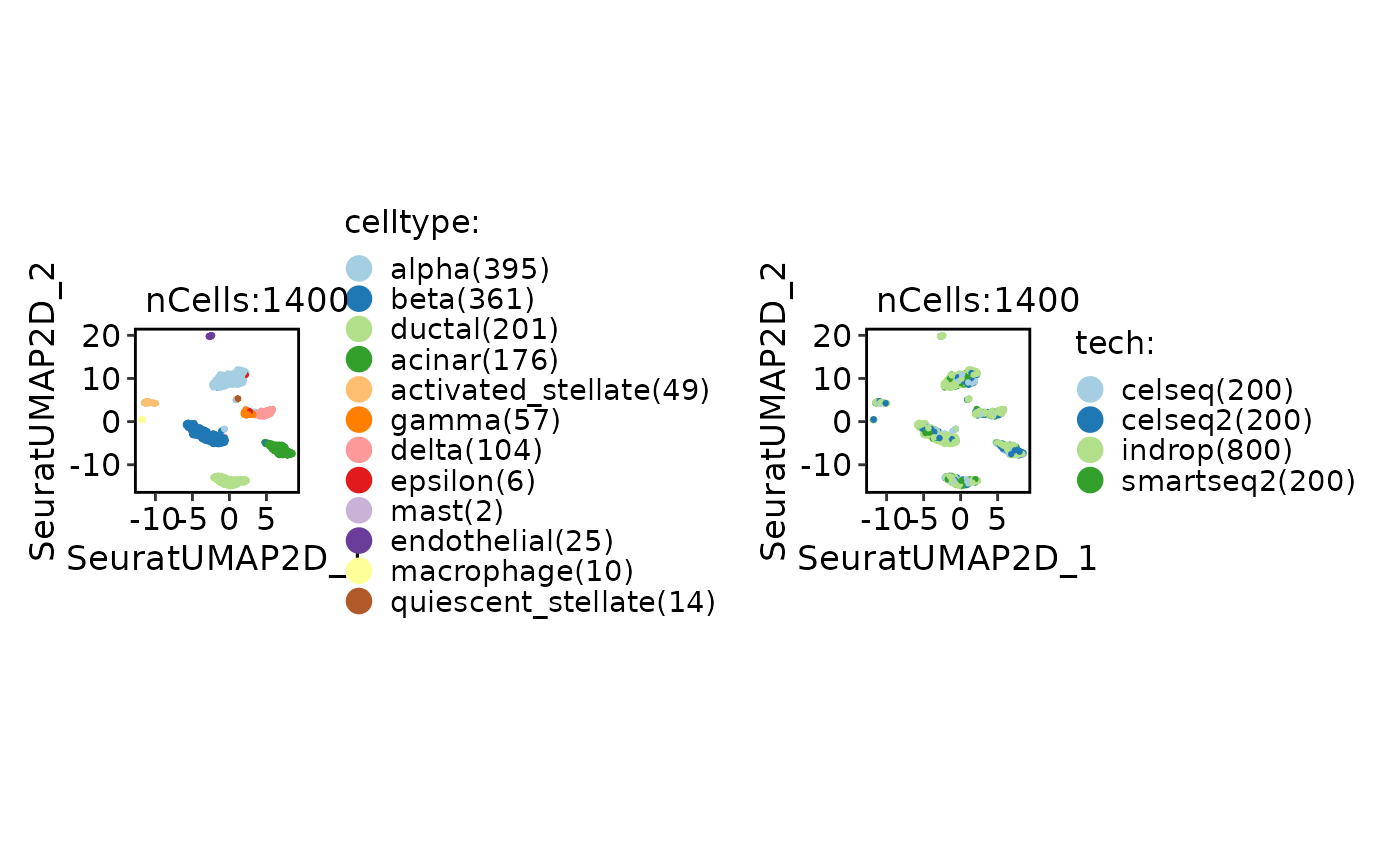 nCells:1400
SeuratUMAP2D_2
20
10
0
-10
-10
-5
0
5
SeuratUMAP2D_
celltype:
alpha(395)
beta(361)
ductal(201)
acinar(176)
activated_stellate(49)
gamma(57)
delta(104)
epsilon(6)
mast(2)
endothelial(25)
macrophage(10)
quiescent_stellate(14)
nCells:1400
SeuratUMAP2D_2
20
10
0
-10
-10
-5
0
5
SeuratUMAP2D_1
tech:
celseq(200)
celseq2(200)
indrop(800)
smartseq2(200)